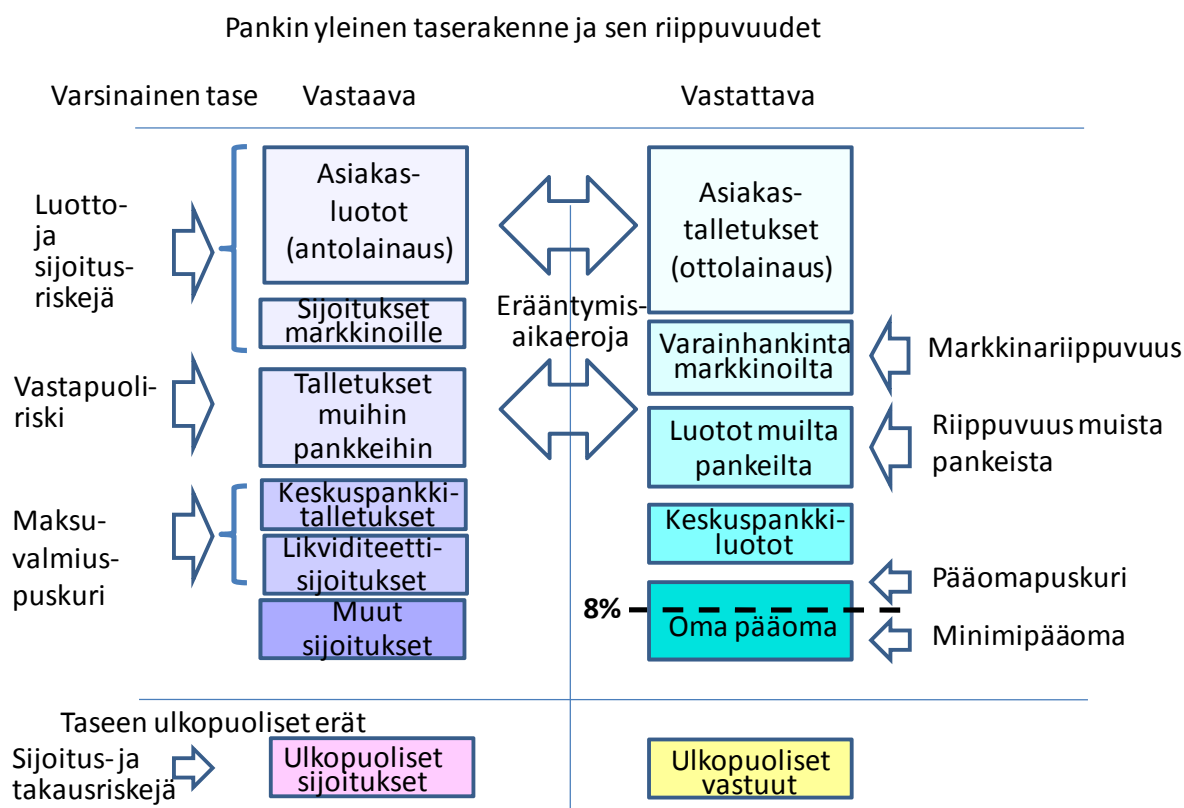 Pankin yleinen taserakenne ja sen riippuvuudet
Varsinainen tase
Vastaava
Vastattava
Luotto-
ja
sijoitus-
riskejä
Asiakas-
luotot
(antolainaus)
Asiakas-
talletukset
(ottolainaus)
Sijoitukset
markkinoille
Erääntymis-
aikaeroja
Varainhankinta
markkinoilta
Markkinariippuvuus
Vastapuoli-
riski
Talletukset
muihin
pankkeihin
Luotot muilta
pankeilta
Riippuvuus muista
pankeista
Maksu-
valmius-
puskuri
Keskuspankki-
talletukset
Likviditeetti-
sijoitukset
Muut
sijoitukset
Keskuspankki-
luotot
8%
Oma pääoma
Pääomapuskuri
Minimipääoma
Taseen ulkopuoliset erät
Sijoitus- ja
takausriskejä
Ulkopuoliset
sijoitukset
Ulkopuoliset
vastuut